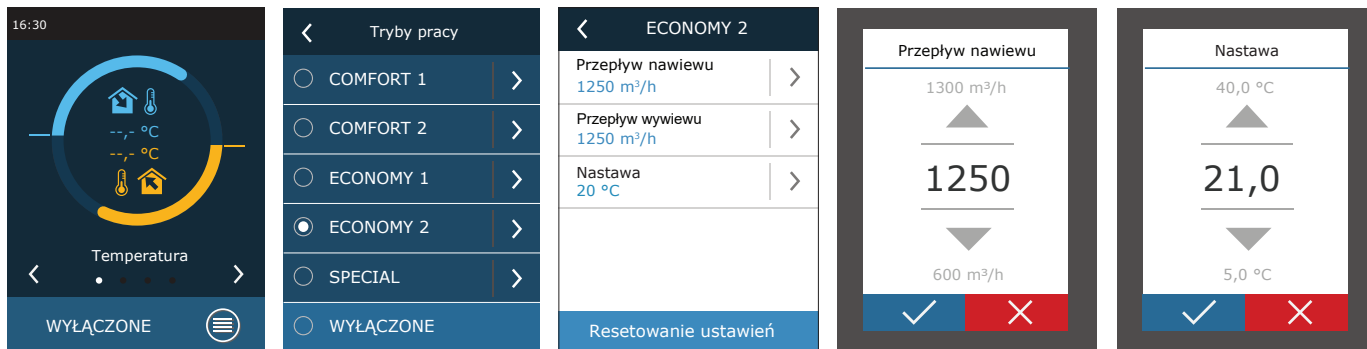 16:30
--,- °C
--,- °C
Temperatura
WYŁĄCZONE
Tryby pracy
COMFORT 1
COMFORT 2
ECONOMY 1
ECONOMY 2
SPECIAL
WYŁĄCZONE
ECONOMY 2
Przepływ nawiewu
1250 m³/h
Przepływ wywiewu
1250 m³/h
Nastawa
20 °C
Resetowanie ustawień
Przepływ nawiewu
1300 m³/h
1250
600 m³/h
Nastawa
40,0 °C
21,0
5,0 °C